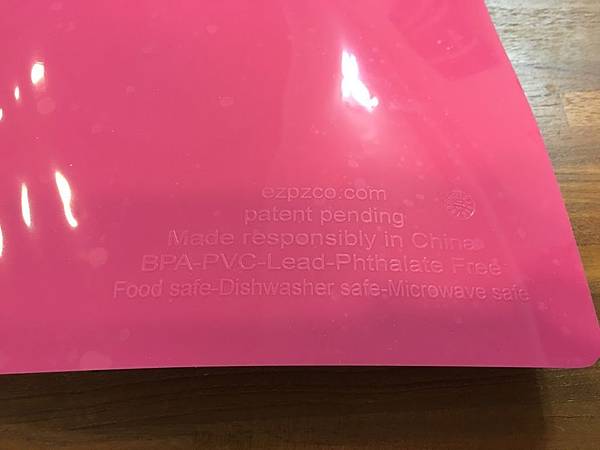 ezpzco.com
patent pending
Made responsibly in China
BPA-PVC-Lead-Phthalate Free
Food safe-Dishwasher safe-Microwave safe